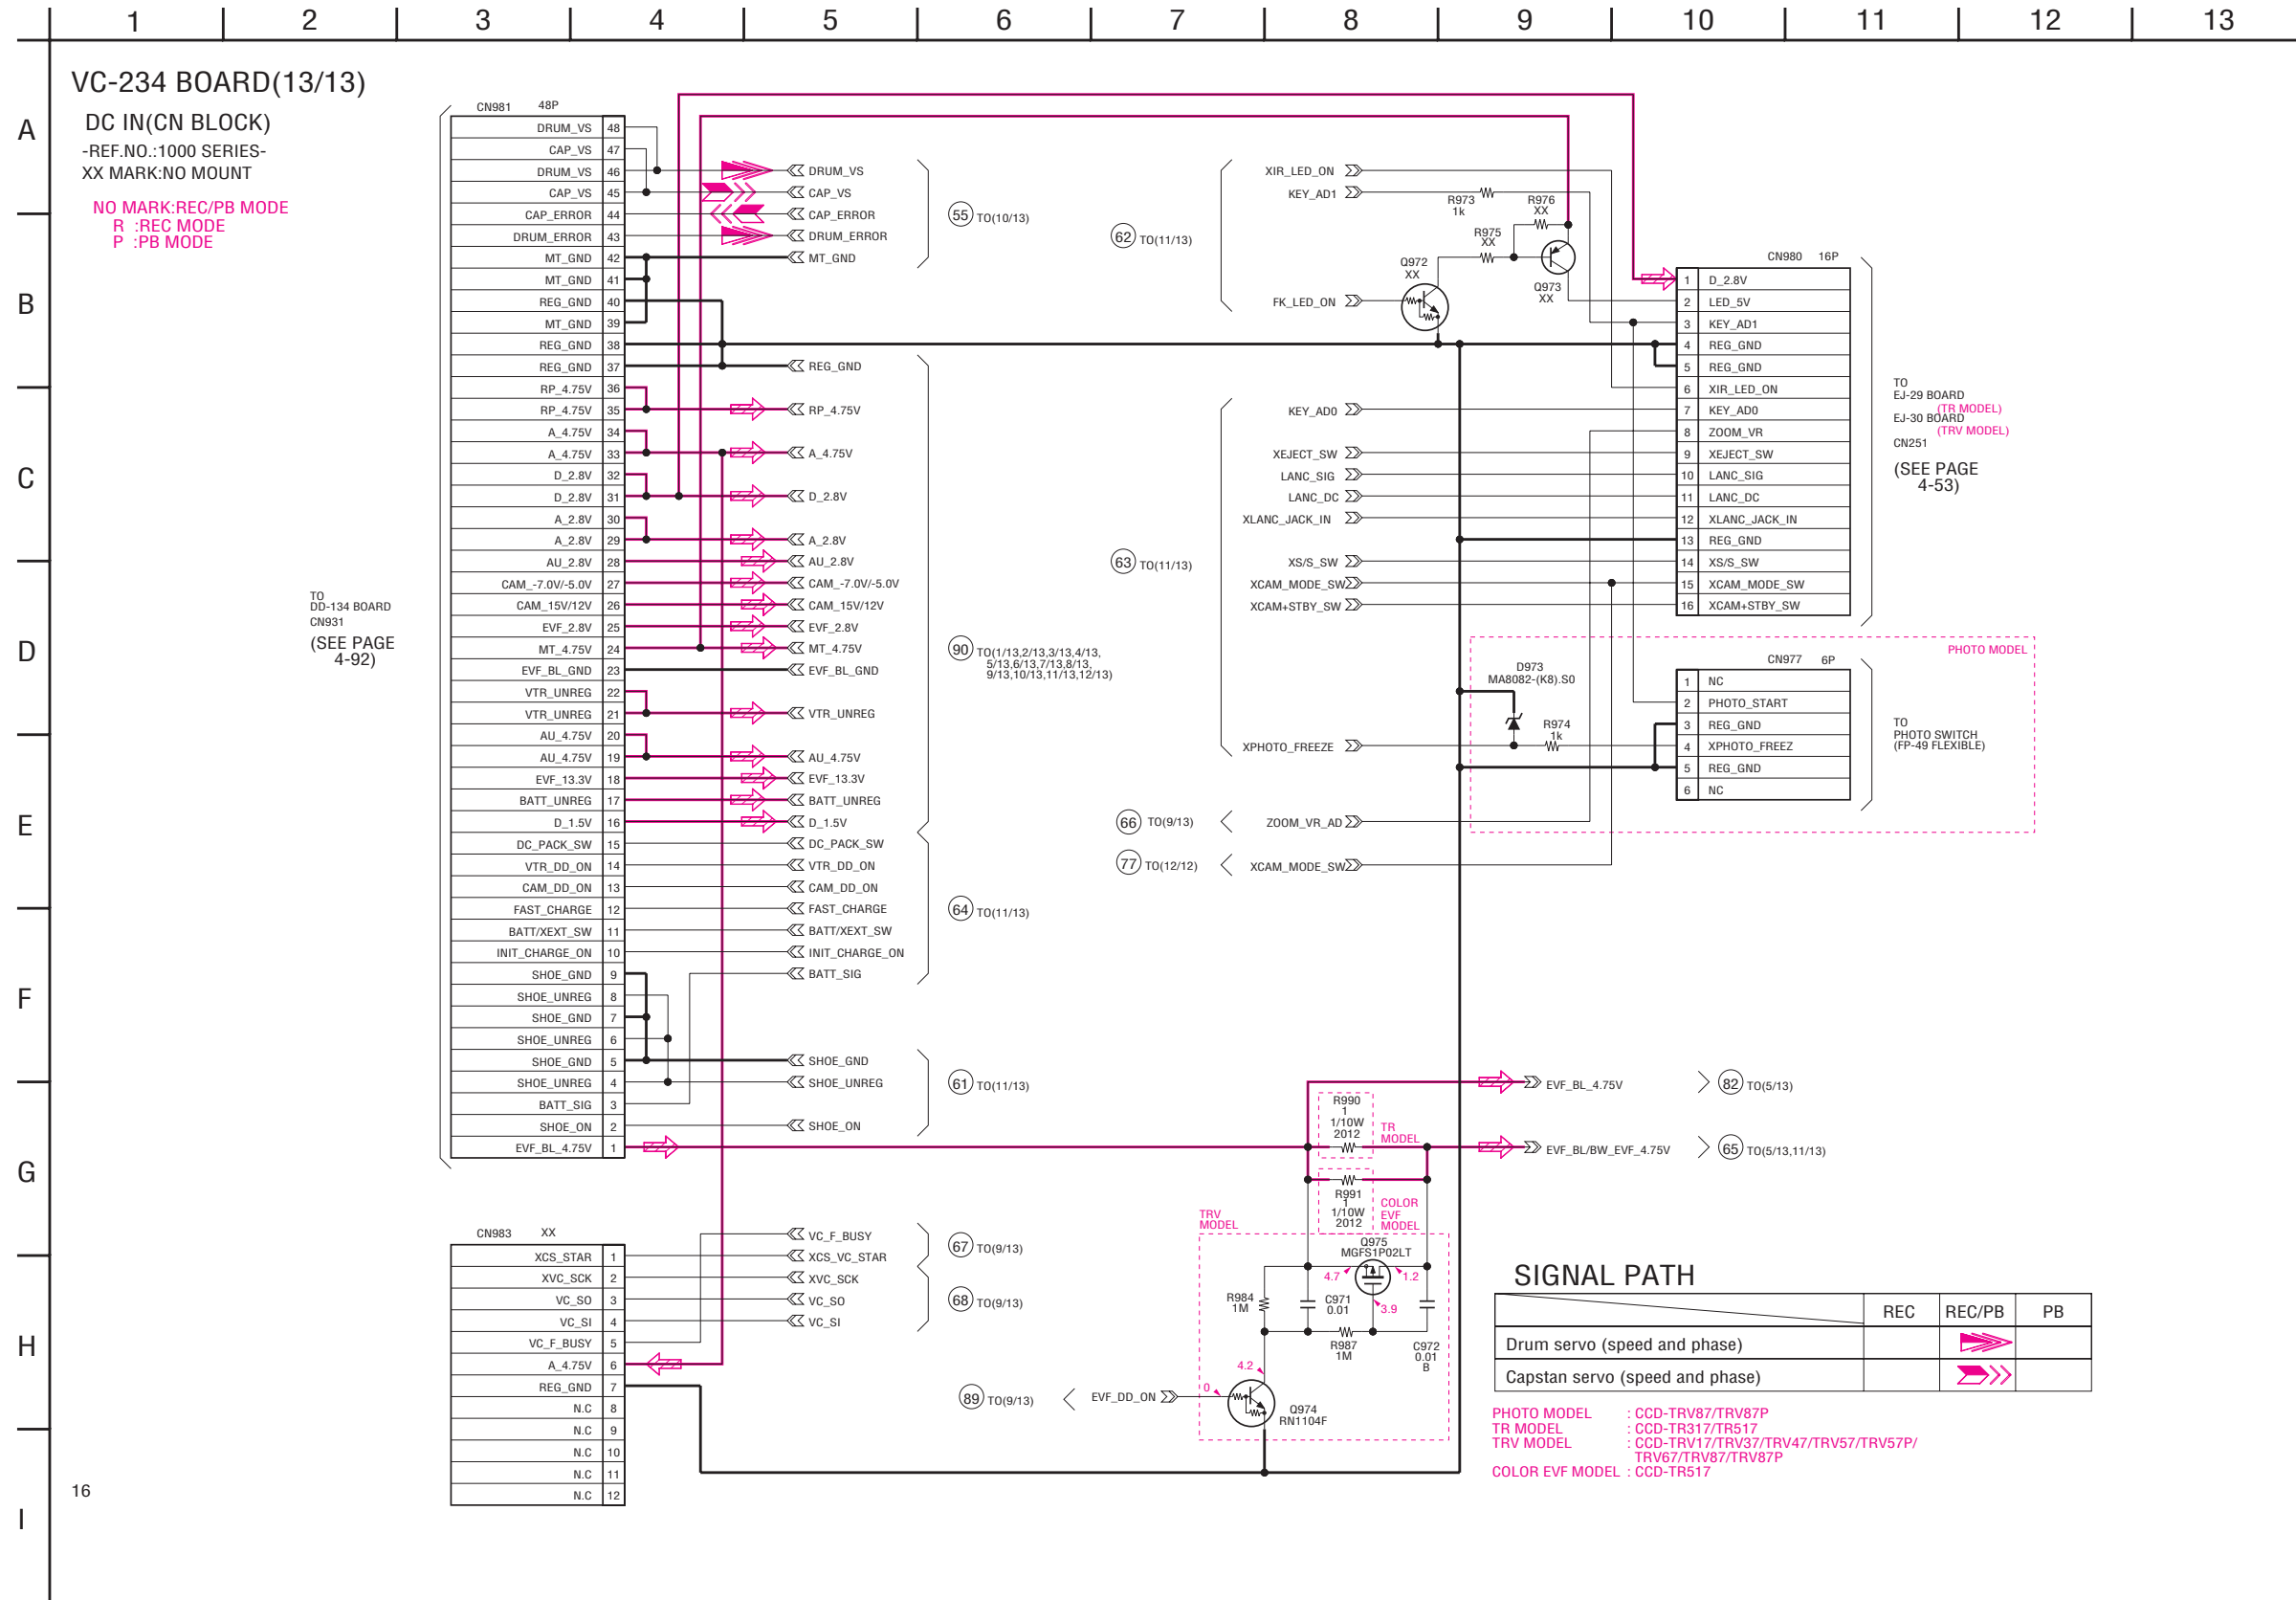 1 2 3 4 5 6 7 8 9 10 11 12 13
A
B
C
D
E
F
G
H
I
VC-234 BOARD(13/13)
DC IN(CN BLOCK)
-REF.NO.:1000 SERIES-
XX MARK:NO MOUNT
NO MARK:REC/PB MODE
R :REC MODE
P :PB MODE
TO
DD-134 BOARD
CN931
(SEE PAGE
4-92)
CN981 48P
DRUM_VS 48
CAP_VS 47
DRUM_VS 46
CAP_VS 45
CAP_ERROR 44
DRUM_ERROR 43
MT_GND 42
MT_GND 41
REG_GND 40
MT_GND 39
REG_GND 38
REG_GND 37
RP_4.75V 36
RP_4.75V 35
A_4.75V 34
A_4.75V 33
D_2.8V 32
D_2.8V 31
A_2.8V 30
A_2.8V 29
AU_2.8V 28
CAM_-7.0V/-5.0V 27
CAM_15V/12V 26
EVF_2.8V 25
MT_4.75V 24
EVF_BL_GND 23
VTR_UNREG 22
VTR_UNREG 21
AU_4.75V 20
AU_4.75V 19
EVF_13.3V 18
BATT_UNREG 17
D_1.5V 16
DC_PACK_SW 15
VTR_DD_ON 14
CAM_DD_ON 13
FAST_CHARGE 12
BATT/XEXT_SW 11
INIT_CHARGE_ON 10
SHOE_GND 9
SHOE_UNREG 8
SHOE_GND 7
SHOE_UNREG 6
SHOE_GND 5
SHOE_UNREG 4
BATT_SIG 3
SHOE_ON 2
EVF_BL_4.75V 1
DRUM_VS
CAP_VS
CAP_ERROR
DRUM_ERROR
MT_GND
55 TO(10/13)
REG_GND
RP_4.75V
A_4.75V
D_2.8V
A_2.8V
AU_2.8V
CAM_-7.0V/-5.0V
CAM_15V/12V
EVF_2.8V
MT_4.75V
EVF_BL_GND
VTR_UNREG
AU_4.75V
EVF_13.3V
BATT_UNREG
D_1.5V
90 TO(1/13,2/13,3/13,4/13,
5/13,6/13,7/13,8/13,
9/13,10/13,11/13,12/13)
DC_PACK_SW
VTR_DD_ON
CAM_DD_ON
FAST_CHARGE
BATT/XEXT_SW
INIT_CHARGE_ON
BATT_SIG
64 TO(11/13)
SHOE_GND
SHOE_UNREG
SHOE_ON
61 TO(11/13)
CN983 XX
XCS_STAR 1
XVC_SCK 2
VC_SO 3
VC_SI 4
VC_F_BUSY 5
A_4.75V 6
REG_GND 7
N.C 8
N.C 9
N.C 10
N.C 11
N.C 12
VC_F_BUSY
XCS_VC_STAR
67 TO(9/13)
XVC_SCK
VC_SO
VC_SI
68 TO(9/13)
62 TO(11/13)
XIR_LED_ON
KEY_AD1
FK_LED_ON
R973
1k
R976
XX
R975
XX
Q972
XX
Q973
XX
63 TO(11/13)
KEY_AD0
XEJECT_SW
LANC_SIG
LANC_DC
XLANC_JACK_IN
XS/S_SW
XCAM_MODE_SW
XCAM+STBY_SW
XPHOTO_FREEZE
66 TO(9/13) ZOOM_VR_AD
77 TO(12/12) XCAM_MODE_SW
CN980 16P
1 D_2.8V
2 LED_5V
3 KEY_AD1
4 REG_GND
5 REG_GND
6 XIR_LED_ON
7 KEY_AD0
8 ZOOM_VR
9 XEJECT_SW
10 LANC_SIG
11 LANC_DC
12 XLANC_JACK_IN
13 REG_GND
14 XS/S_SW
15 XCAM_MODE_SW
16 XCAM+STBY_SW
TO
EJ-29 BOARD
(TR MODEL)
EJ-30 BOARD
(TRV MODEL)
CN251
(SEE PAGE
4-53)
PHOTO MODEL
D973
MA8082-(K8).S0
R974
1k
CN977 6P
1 NC
2 PHOTO_START
3 REG_GND
4 XPHOTO_FREEZ
5 REG_GND
6 NC
TO
PHOTO SWITCH
(FP-49 FLEXIBLE)
EVF_BL_4.75V 82 TO(5/13)
EVF_BL/BW_EVF_4.75V 65 TO(5/13,11/13)
R990
1
1/10W
2012
TR
MODEL
R991
1
1/10W
2012
COLOR
EVF
MODEL
TRV
MODEL
Q975
MGFS1P02LT
4.7
1.2
3.9
R984
1M
C971
0.01
R987
1M
C972
0.01
B
4.2
0
Q974
RN1104F
89 TO(9/13) EVF_DD_ON
SIGNAL PATH
REC REC/PB PB
Drum servo (speed and phase)
Capstan servo (speed and phase)
PHOTO MODEL : CCD-TRV87/TRV87P
TR MODEL : CCD-TR317/TR517
TRV MODEL : CCD-TRV17/TRV37/TRV47/TRV57/TRV57P/
TRV67/TRV87/TRV87P
COLOR EVF MODEL : CCD-TR517
16